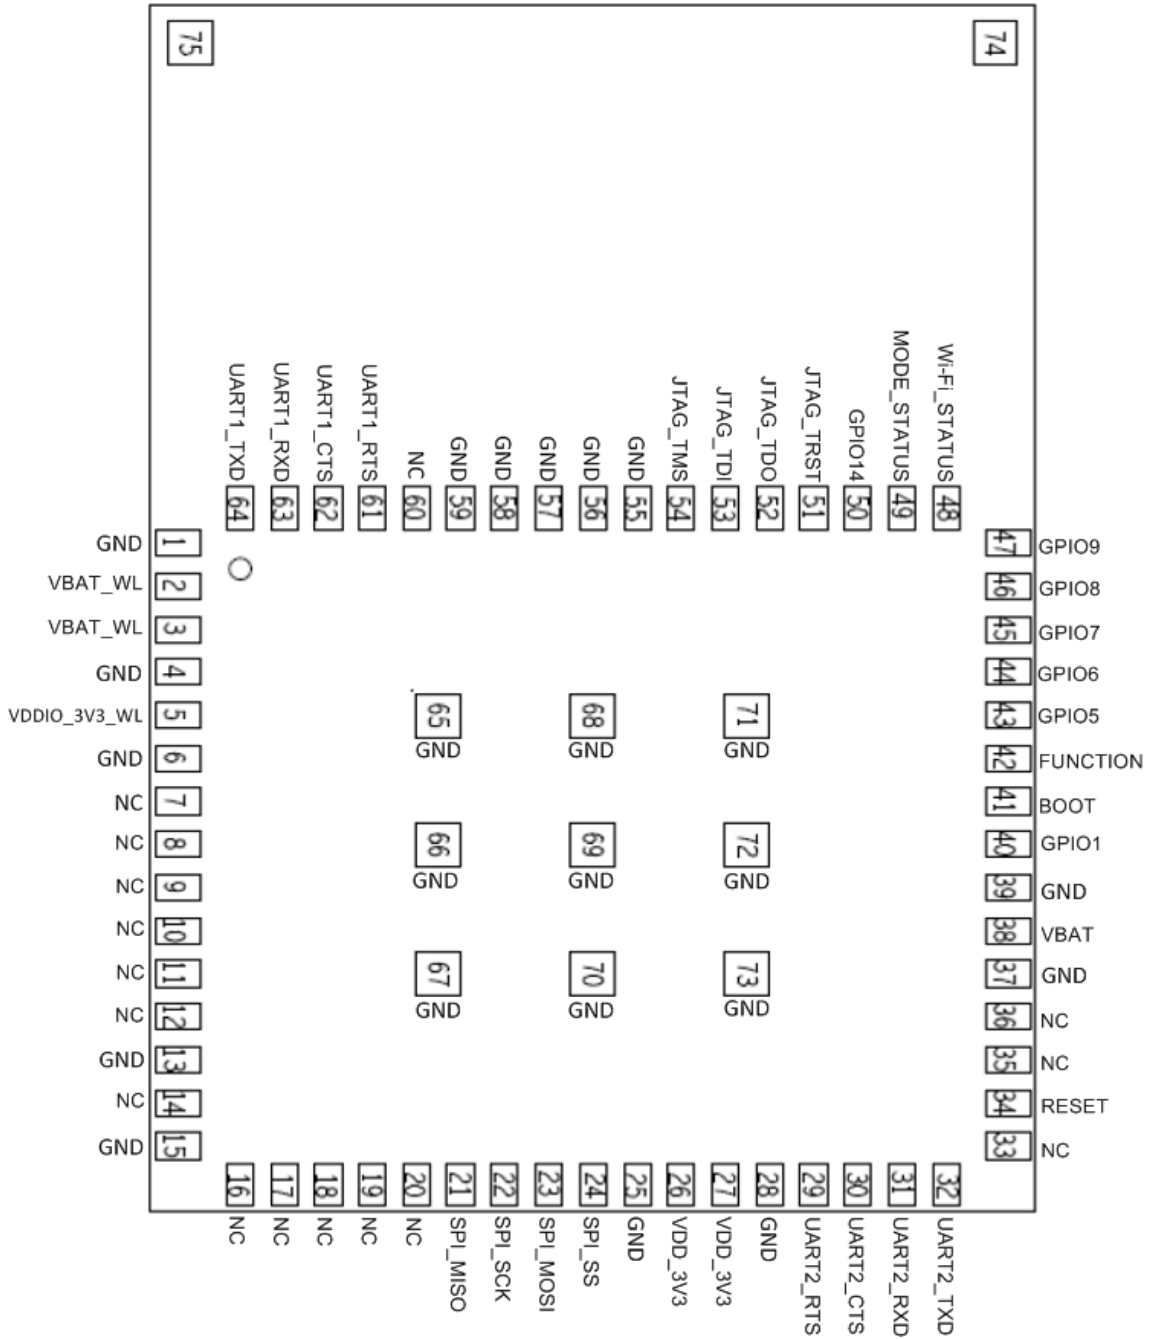 75
74
UART1_TXD
UART1_RXD
UART1_CTS
UART1_RTS
NC
GND
GND
GND
GND
GND
JTAG_TMS
JTAG_TDI
JTAG_TDO
JTAG_TRST
GPIO14
MODE_STATUS
Wi-Fi_STATUS
64
63
62
61
60
59
58
57
56
55
54
53
52
51
50
49
48
GND 1
VBAT_WL 2
VBAT_WL 3
GND 4
VDDIO_3V3_WL 5
GND 6
NC 7
NC 8
NC 9
NC 10
NC 11
NC 12
GND 13
NC 14
GND 15
65
GND
68
GND
71
GND
66
GND
69
GND
72
GND
67
GND
70
GND
73
GND
47 GPIO9
46 GPIO8
45 GPIO7
44 GPIO6
43 GPIO5
42 FUNCTION
41 BOOT
40 GPIO1
39 GND
38 VBAT
37 GND
36 NC
35 NC
34 RESET
33 NC
16
17
18
19
20
21
22
23
24
25
26
27
28
29
30
31
32
NC
NC
NC
NC
NC
SPI_MISO
SPI_SCK
SPI_MOSI
SPI_SS
GND
VDD_3V3
VDD_3V3
GND
UART2_RTS
UART2_CTS
UART2_RXD
UART2_TXD